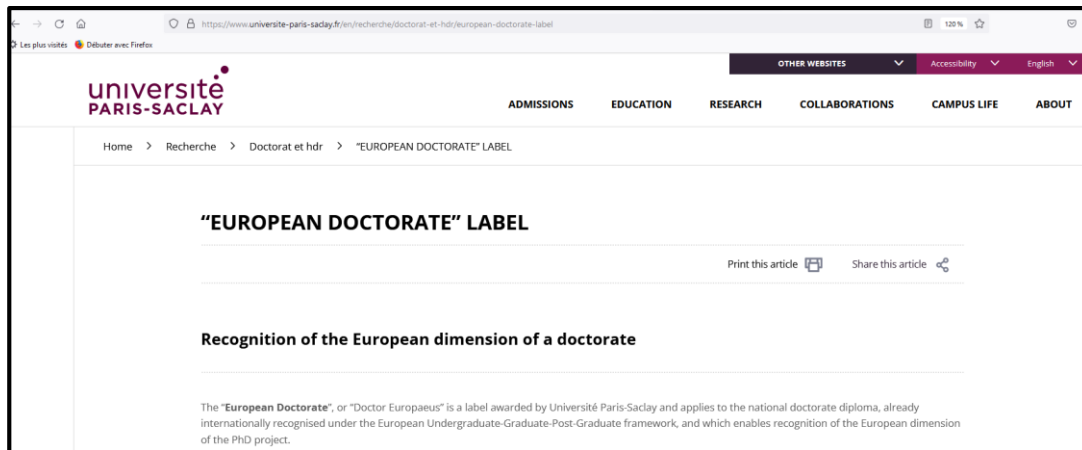 https://www.universite-paris-saclay.fr/en/recherche/doctorat-et-hdr/european-doctorate-label
120 %
Les plus visités Débuter avec Firefox
OTHER WEBSITES Accessibility English
université
PARIS-SACLAY
ADMISSIONS EDUCATION RESEARCH COLLABORATIONS CAMPUS LIFE ABOUT
Home > Recherche > Doctorat et hdr > “EUROPEAN DOCTORATE” LABEL
“EUROPEAN DOCTORATE” LABEL
Print this article Share this article
Recognition of the European dimension of a doctorate
The “European Doctorate”, or “Doctor Europaeus” is a label awarded by Université Paris-Saclay and applies to the national doctorate diploma, already
internationally recognised under the European Undergraduate-Graduate-Post-Graduate framework, and which enables recognition of the European dimension
of the PhD project.